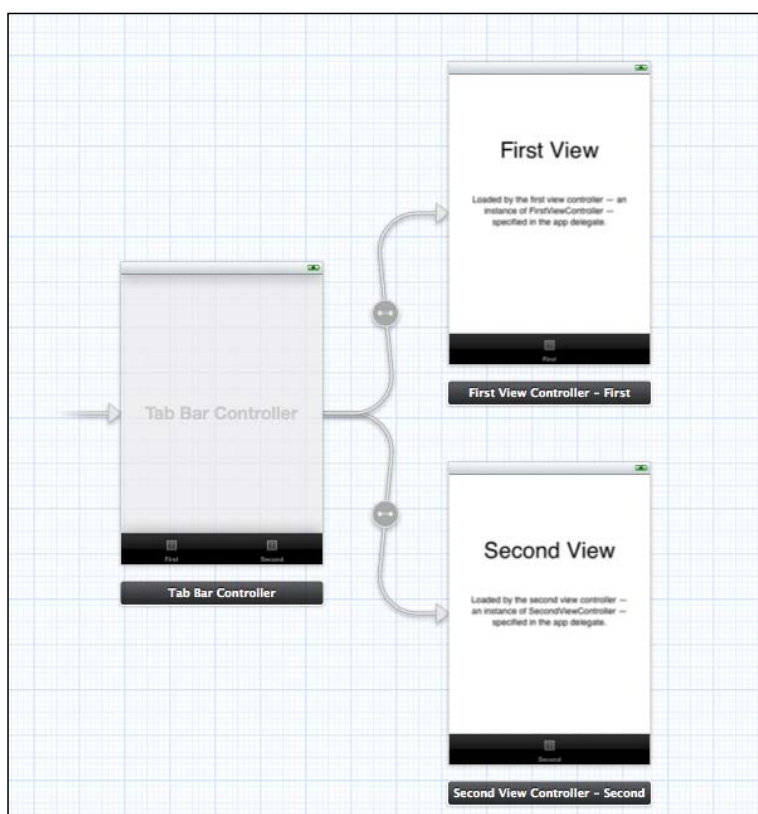 First View
Loaded by the first view controller — an
instance of FirstViewController —
specified in the app delegate.
First
First View Controller – First
Tab Bar Controller
First
Second
Tab Bar Controller
Second View
Loaded by the second view controller —
an instance of SecondViewController —
specified in the app delegate.
Second
Second View Controller – Second